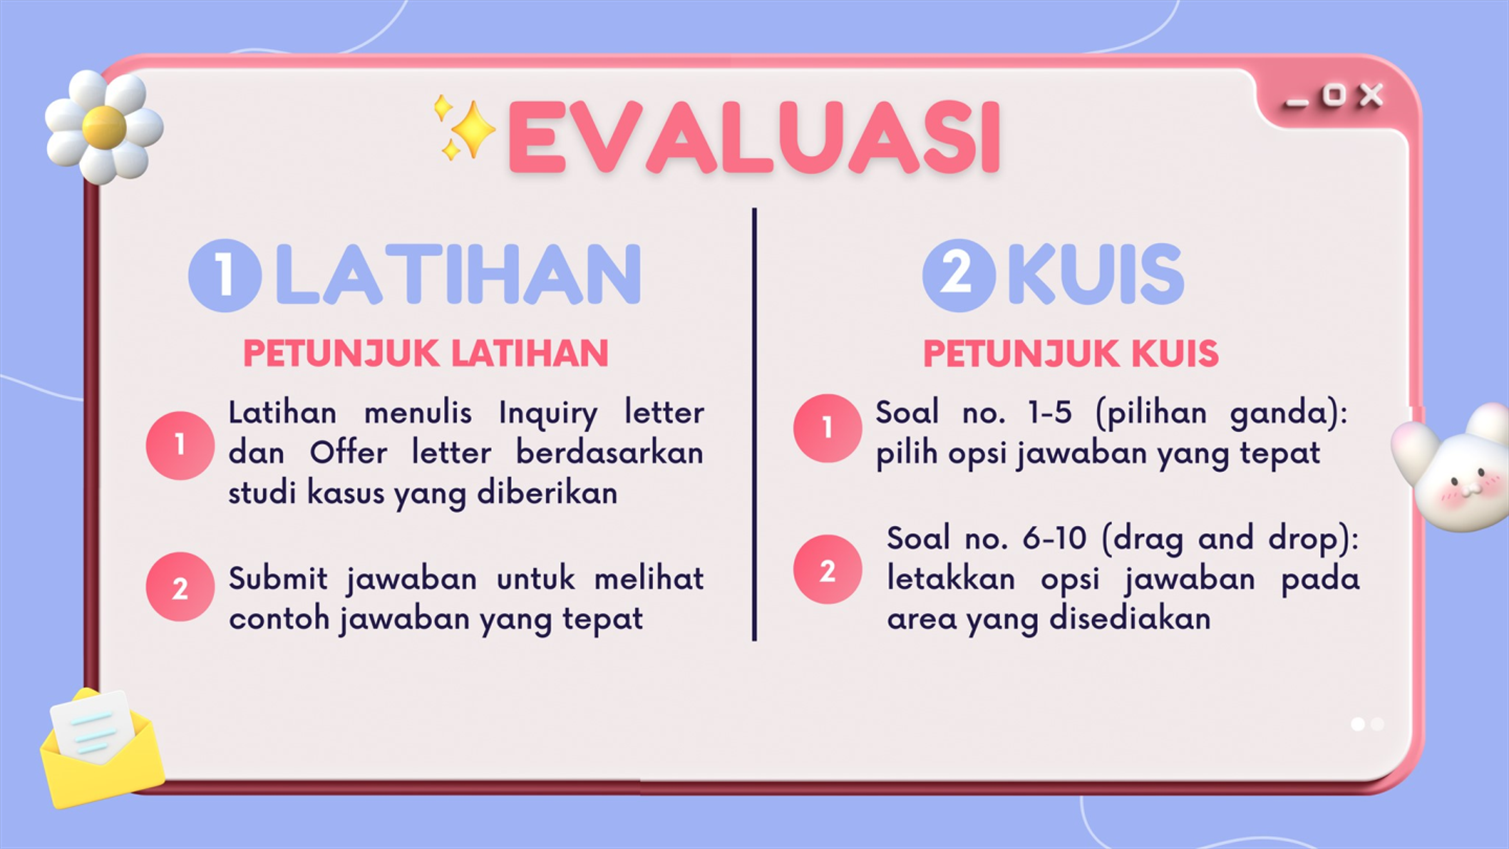 EVALUASI
1 LATIHAN
PETUNJUK LATIHAN
1 Latihan menulis Inquiry letter
dan Offer letter berdasarkan
studi kasus yang diberikan
2 Submit jawaban untuk melihat
contoh jawaban yang tepat
2 KUIS
PETUNJUK KUIS
1 Soal no. 1-5 (pilihan ganda):
pilih opsi jawaban yang tepat
2 Soal no. 6-10 (drag and drop):
letakkan opsi jawaban pada
area yang disediakan